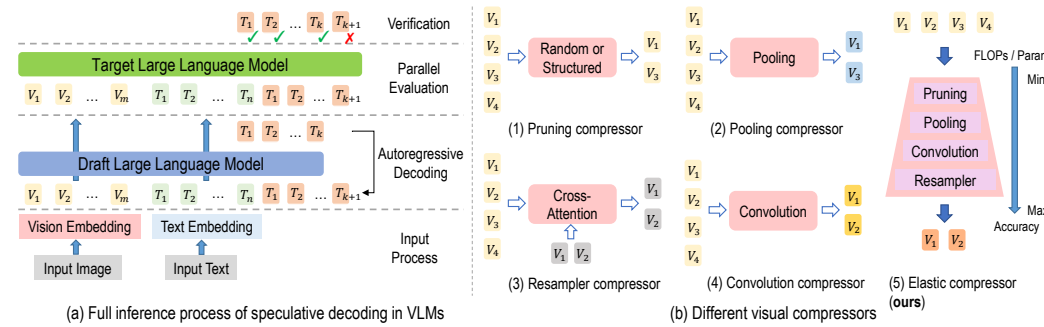 T₁ T₂ ... Tₖ Tₖ₊₁
✓ ✓ ✓ ✗
Verification
Target Large Language Model
V₁ V₂ ... Vₘ T₁ T₂ ... Tₙ T₁ T₂ ... Tₖ₊₁
Parallel
Evaluation
T₁ T₂ ... Tₖ
Draft Large Language Model
Autoregressive
Decoding
V₁ V₂ ... Vₘ T₁ T₂ ... Tₙ T₁ T₂ ... Tₖ₊₁
Vision Embedding Text Embedding
Input Image Input Text
Input
Process
(a) Full inference process of speculative decoding in VLMs
V₁
V₂
V₃
V₄
Random or
Structured
V₁
V₃
(1) Pruning compressor
V₁
V₂
V₃
V₄
Pooling
V₁
V₃
(2) Pooling compressor
V₁
V₂
V₃
V₄
Cross-
Attention
V₁ V₂
V₁
V₂
(3) Resampler compressor
V₁
V₂
V₃
V₄
Convolution
V₁
V₂
(4) Convolution compressor
V₁ V₂ V₃ V₄
FLOPs / Param
Min
Pruning
Pooling
Convolution
Resampler
Max
Accuracy
V₁ V₂
(5) Elastic compressor
(ours)
(b) Different visual compressors